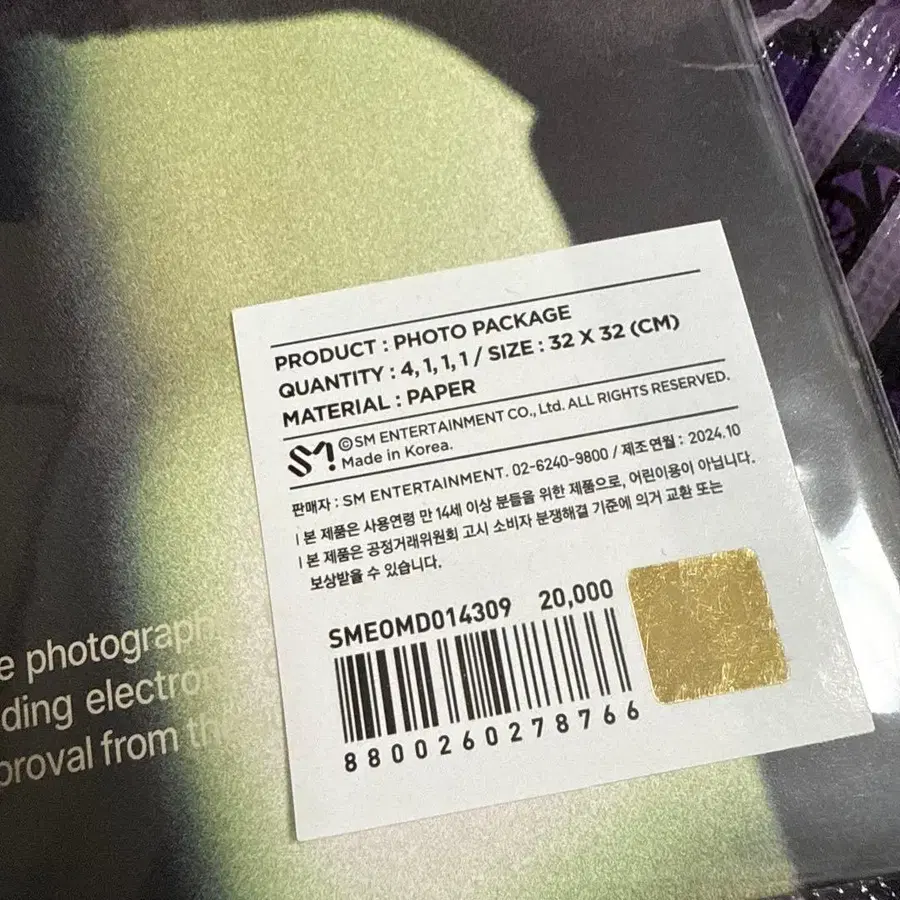 PRODUCT : PHOTO PACKAGE
QUANTITY : 4, 1, 1, 1 / SIZE : 32 X 32 (CM)
MATERIAL : PAPER
SM ©SM ENTERTAINMENT CO., Ltd. ALL RIGHTS RESERVED.
Made in Korea.
판매자 : SM ENTERTAINMENT. 02-6240-9800 / 제조연월 : 2024.10
| 본 제품은 사용연령 만 14세 이상 분들을 위한 제품으로, 어린이용이 아닙니다.
| 본 제품은 공정거래위원회 고시 소비자 분쟁해결 기준에 의거 교환 또는
보상받을 수 있습니다.
SMEOMD014309 20,000
8800260278766
e photograph
ding electro
proval from th